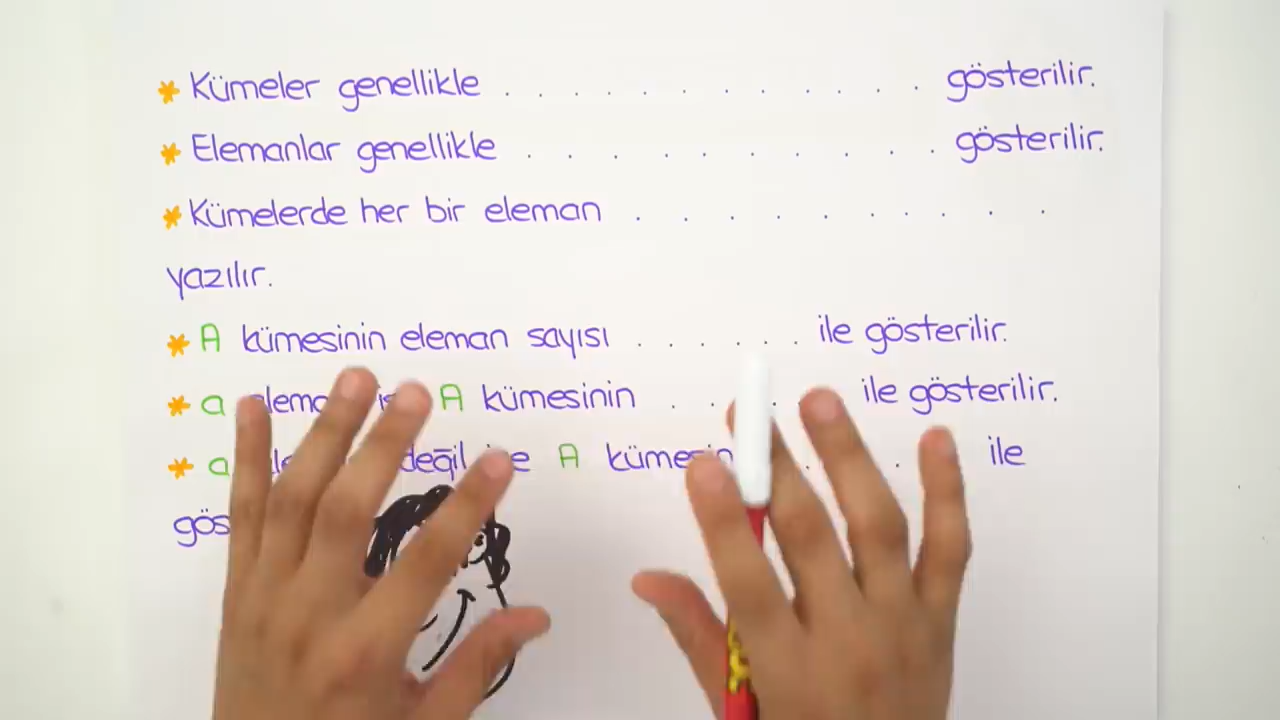 * Kümeler genellikle . . . . . . . . . . . . . gösterilir.
* Elemanlar genellikle . . . . . . . . . . gösterilir.
* Kümelerde her bir eleman . . . . . . . . . .
yazılır.
* A kümesinin eleman sayısı . . . . . . ile gösterilir.
* a A kümesinin . . . ile gösterilir.
* a değil A . . ile